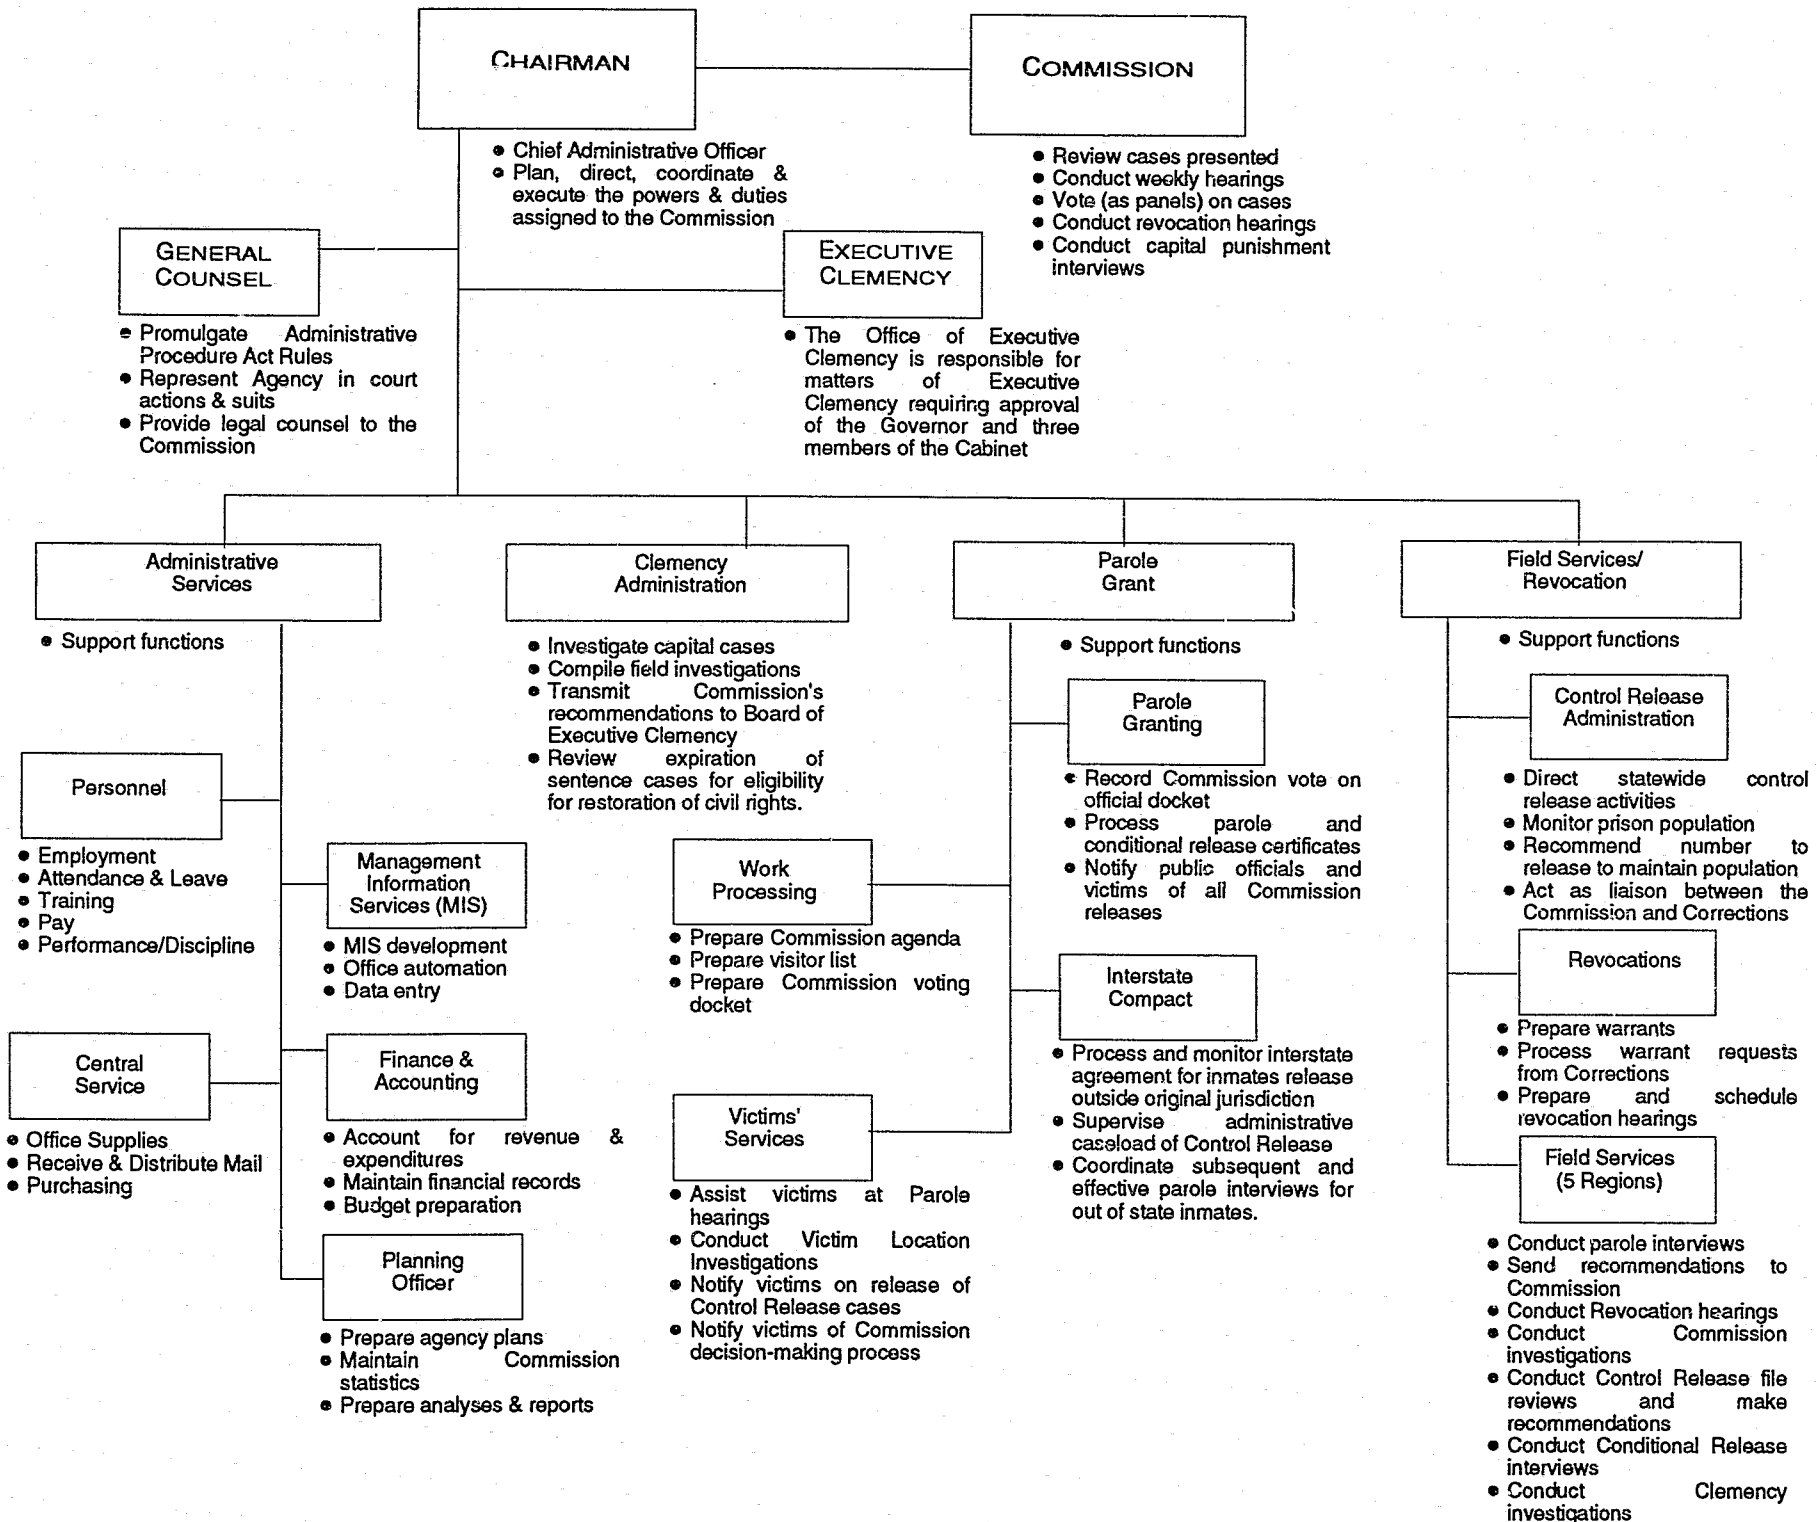 CHAIRMAN
COMMISSION
● Chief Administrative Officer
● Plan, direct, coordinate &
execute the powers & duties
assigned to the Commission
● Review cases presented
● Conduct weekly hearings
● Vote (as panels) on cases
● Conduct revocation hearings
● Conduct capital punishment
interviews
GENERAL
COUNSEL
● Promulgate Administrative
Procedure Act Rules
● Represent Agency in court
actions & suits
● Provide legal counsel to the
Commission
EXECUTIVE
CLEMENCY
● The Office of Executive
Clemency is responsible for
matters of Executive
Clemency requiring approval
of the Governor and three
members of the Cabinet
Administrative
Services
● Support functions
Personnel
● Employment
● Attendance & Leave
● Training
● Pay
● Performance/Discipline
Management
Information
Services (MIS)
● MIS development
● Office automation
● Data entry
Central
Service
● Office Supplies
● Receive & Distribute Mail
● Purchasing
Finance &
Accounting
● Account for revenue &
expenditures
● Maintain financial records
● Budget preparation
Planning
Officer
● Prepare agency plans
● Maintain Commission
statistics
● Prepare analyses & reports
Clemency
Administration
● Investigate capital cases
● Compile field investigations
● Transmit Commission's
recommendations to Board of
Executive Clemency
● Review expiration of
sentence cases for eligibility
for restoration of civil rights.
Parole
Grant
● Support functions
Parole
Granting
● Record Commission vote on
official docket
● Process parole and
conditional release certificates
● Notify public officials and
victims of all Commission
releases
Work
Processing
● Prepare Commission agenda
● Prepare visitor list
● Prepare Commission voting
docket
Interstate
Compact
● Process and monitor interstate
agreement for inmates release
outside original jurisdiction
● Supervise administrative
caseload of Control Release
● Coordinate subsequent and
effective parole interviews for
out of state inmates.
Victims'
Services
● Assist victims at Parole
hearings
● Conduct Victim Location
Investigations
● Notify victims on release of
Control Release cases
● Notify victims of Commission
decision-making process
Field Services/
Revocation
● Support functions
Control Release
Administration
● Direct statewide control
release activities
● Monitor prison population
● Recommend number to
release to maintain population
● Act as liaison between the
Commission and Corrections
Revocations
● Prepare warrants
● Process warrant requests
from Corrections
● Prepare and schedule
revocation hearings
Field Services
(5 Regions)
● Conduct parole interviews
● Send recommendations to
Commission
● Conduct Revocation hearings
● Conduct Commission
investigations
● Conduct Control Release file
reviews and make
recommendations
● Conduct Conditional Release
interviews
● Conduct Clemency
investigations